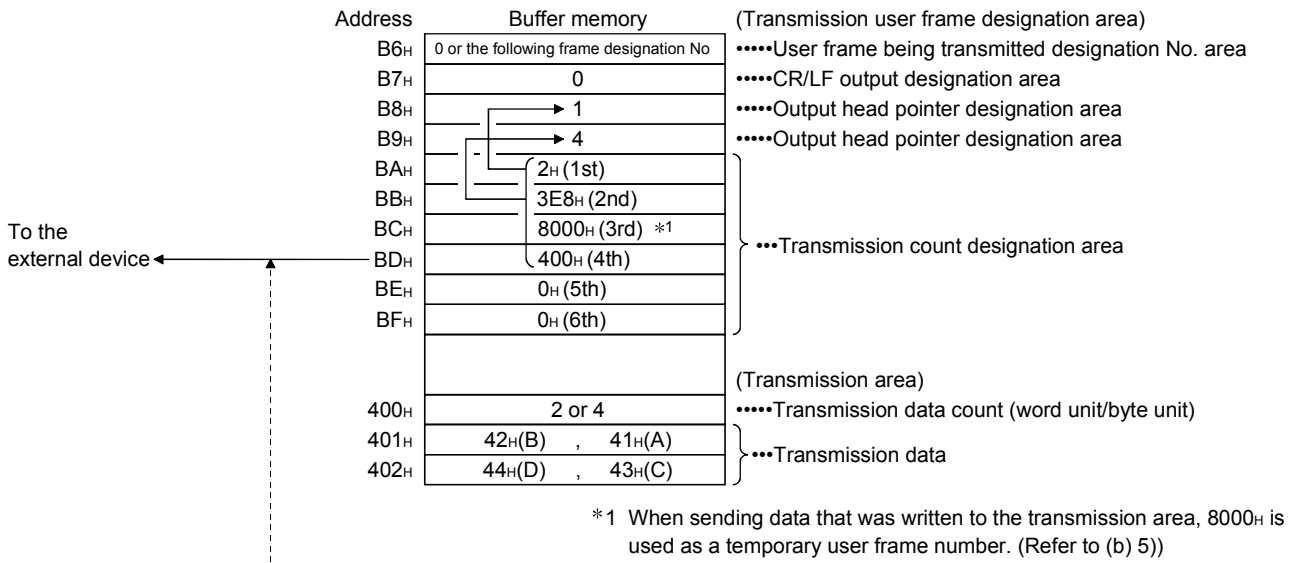 Address Buffer memory (Transmission user frame designation area)
B6H 0 or the following frame designation No •••••User frame being transmitted designation No. area
B7H 0 •••••CR/LF output designation area
B8H 1 •••••Output head pointer designation area
B9H 4 •••••Output head pointer designation area
BAH 2H (1st)
BBH 3E8H (2nd)
BCH 8000H (3rd) *1
To the
external device
•••Transmission count designation area
BDH 400H (4th)
BEH 0H (5th)
BFH 0H (6th)
(Transmission area)
400H 2 or 4 •••••Transmission data count (word unit/byte unit)
401H 42H(B) , 41H(A)
•••Transmission data
402H 44H(D) , 43H(C)
*1 When sending data that was written to the transmission area, 8000H is
used as a temporary user frame number. (Refer to (b) 5))